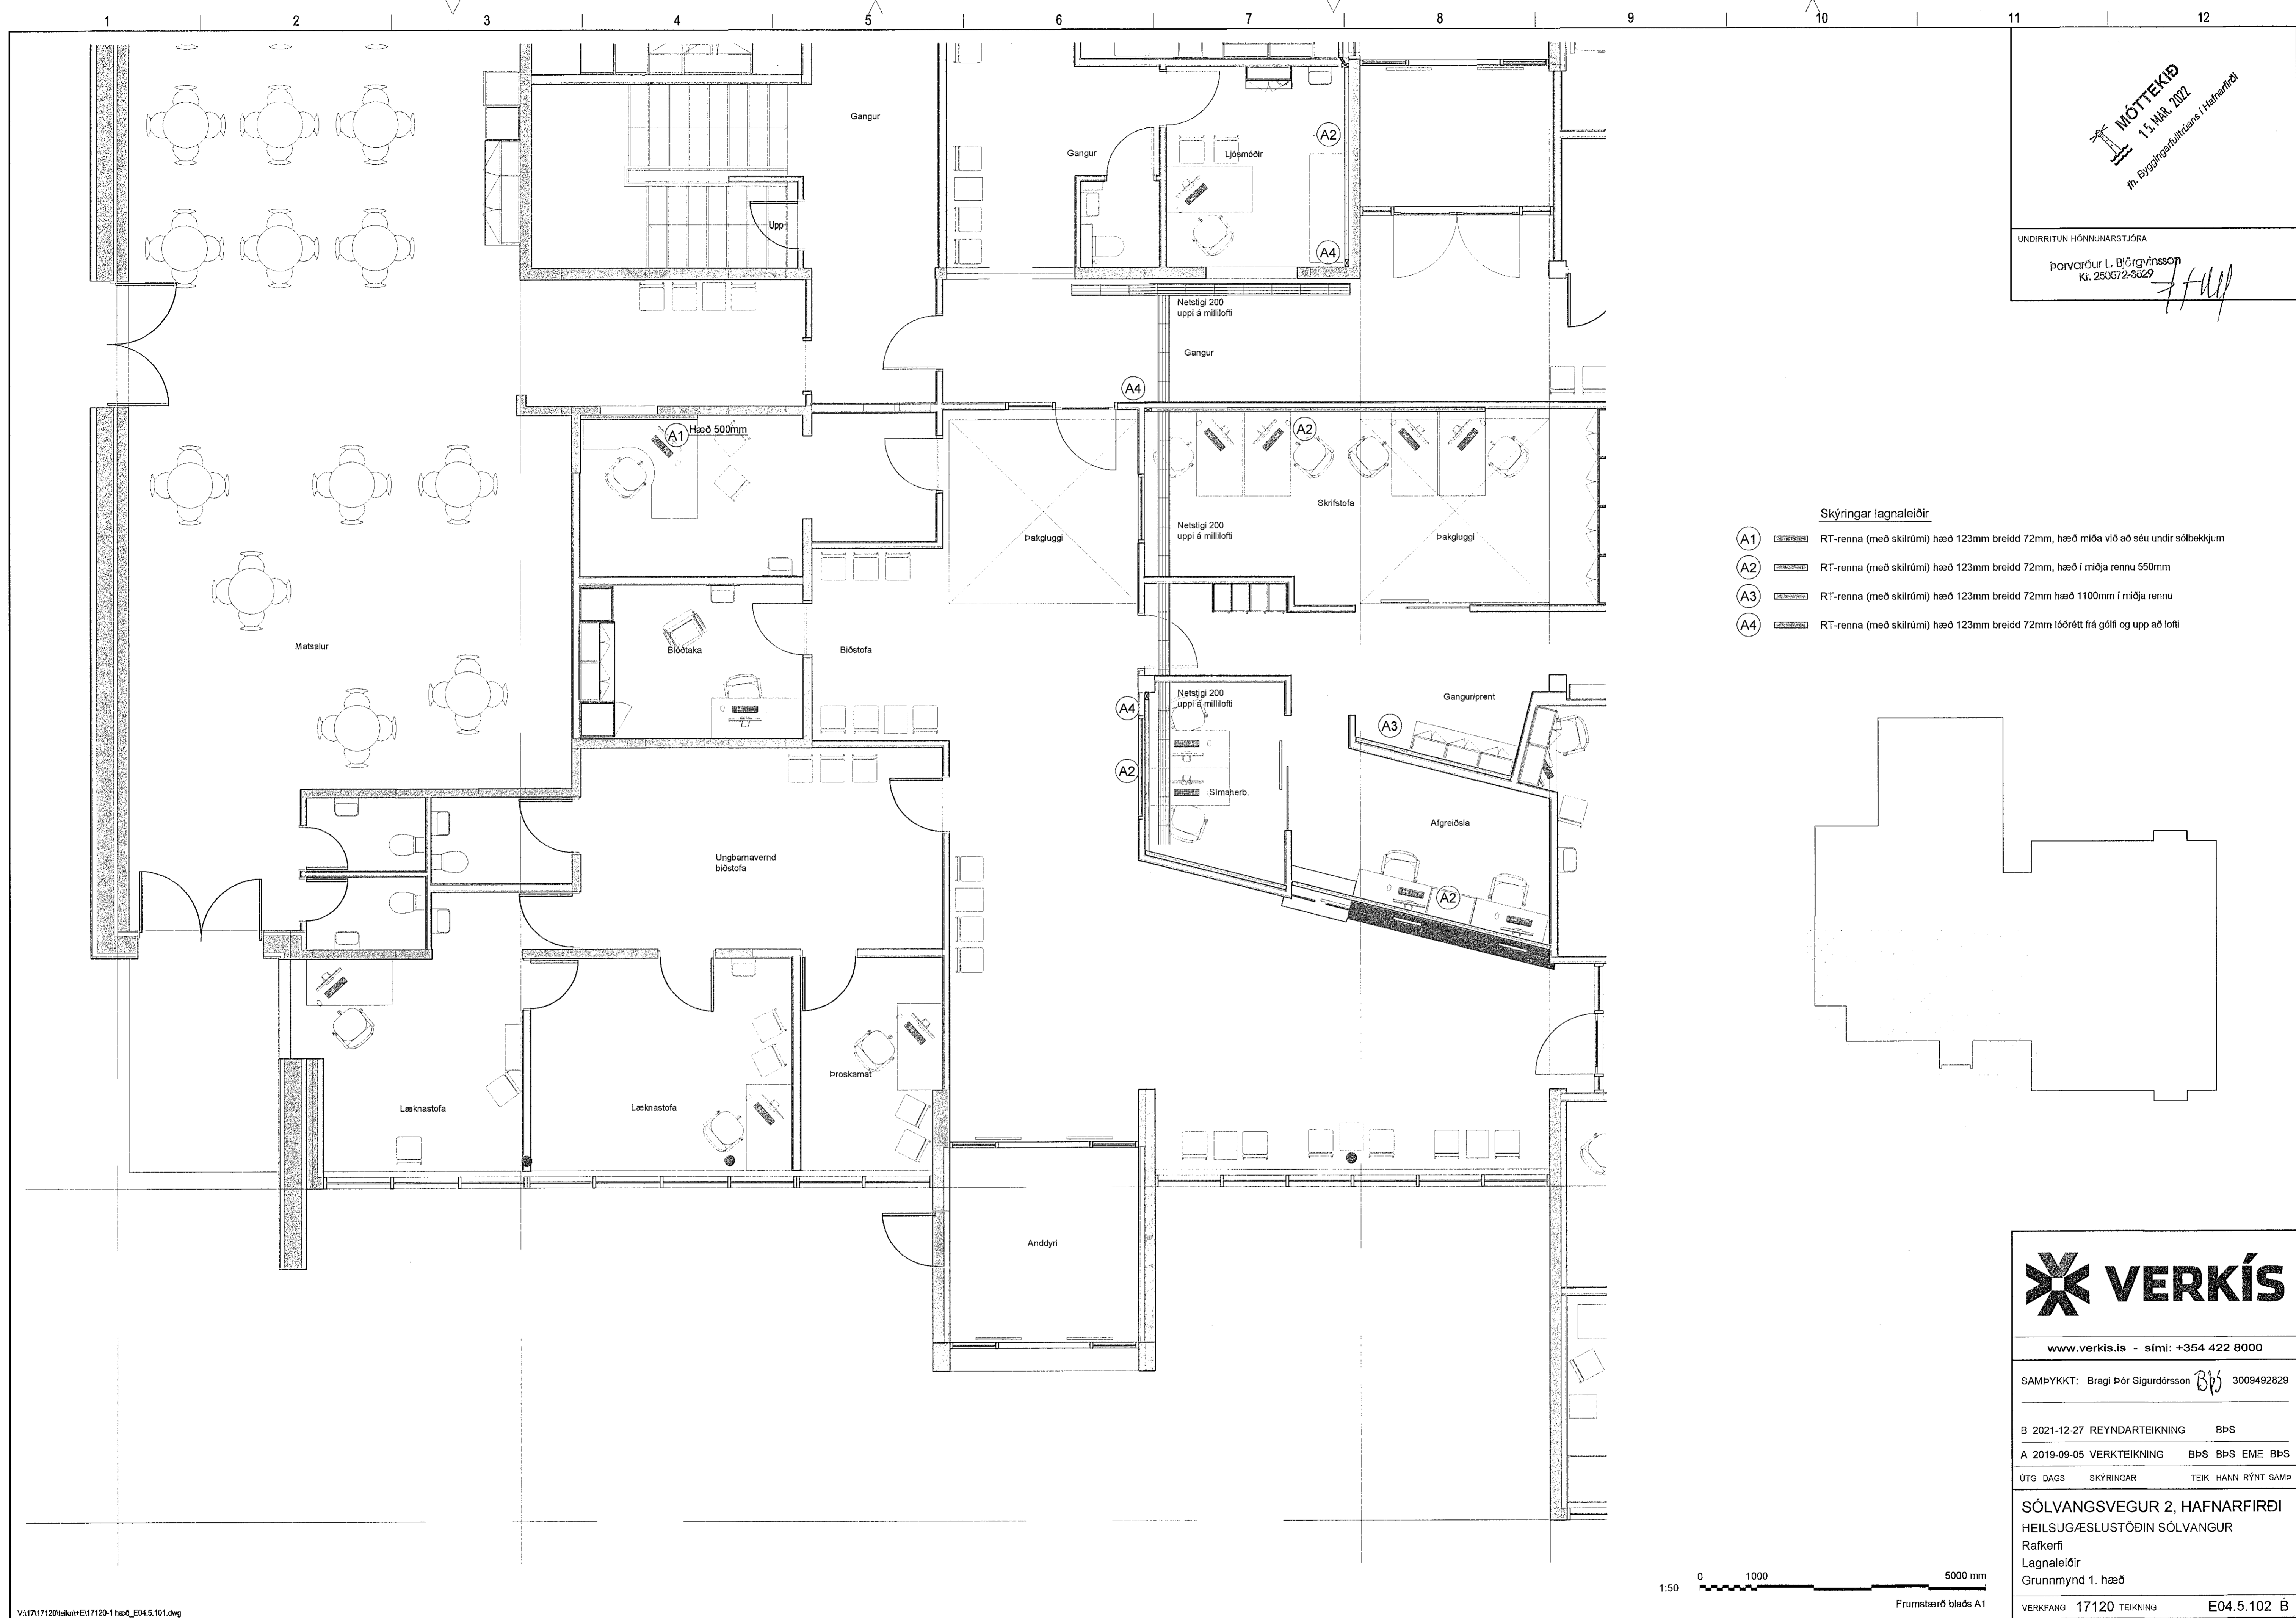 1 2 3 4 5 6 7 8 9 10 11 12
MÓTTEKIÐ
15. MAR. 2022
fh. Byggingarfulltrúans í Hafnarfirði
UNDIRRITUN HÖNNUNARSTJÓRA
Þorvarður L. Björgvinsson
Kt. 250572-3629
Gangur
Gangur
Ljósmóðir
A2
A4
Upp
Netstigi 200
uppi á millilofti
Gangur
A4
A1 Hæð 500mm
A2
Skrifstofa
Netstigi 200
uppi á millilofti
Þakgluggi
Þakgluggi
Skýringar lagnaleiðir
A1 RT-renna (með skilrúmi) hæð 123mm breidd 72mm, hæð miða við að séu undir sólbekkjum
A2 RT-renna (með skilrúmi) hæð 123mm breidd 72mm, hæð í miðja rennu 550mm
A3 RT-renna (með skilrúmi) hæð 123mm breidd 72mm hæð 1100mm í miðja rennu
A4 RT-renna (með skilrúmi) hæð 123mm breidd 72mm lóðrétt frá gólfi og upp að lofti
Matsalur
Blóðtaka
Biðstofa
Netstigi 200
uppi á millilofti
A4
A2
Gangur/prent
A3
Símaherb.
Afgreiðsla
A2
Ungbarnavernd
biðstofa
Þroskamat
Læknastofa
Læknastofa
Anddyri
VERKÍS
www.verkis.is - sími: +354 422 8000
SAMÞYKKT: Bragi Þór Sigurdórsson BÞS 3009492829
B 2021-12-27 REYNDARTEIKNING BÞS
A 2019-09-05 VERKTEIKNING BÞS BÞS EME BÞS
ÚTG DAGS SKÝRINGAR TEIK HANN RÝNT SAMÞ
SÓLVANGSVEGUR 2, HAFNARFIRÐI
HEILSUGÆSLUSTÖÐIN SÓLVANGUR
Rafkerfi
Lagnaleiðir
Grunnmynd 1. hæð
VERKFANG 17120 TEIKNING E04.5.102 B
0 1000 5000 mm
1:50
Frumstærð blaðs A1
V:\17\17120\teikn\+E\17120-1 hæð_E04.5.101.dwg